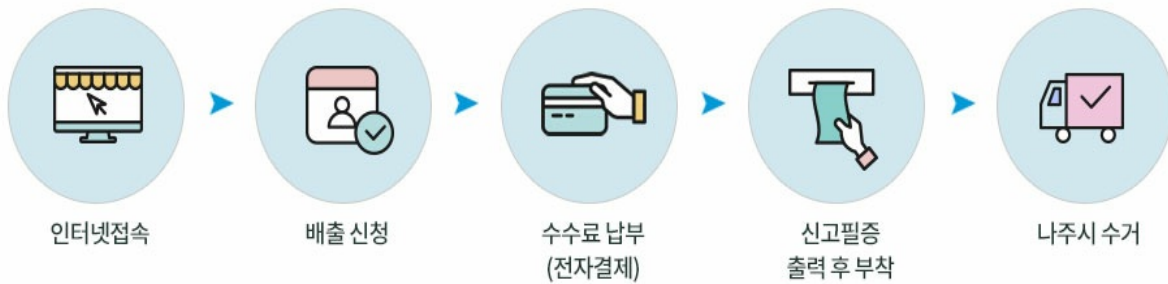 인터넷접속
배출 신청
수수료 납부
(전자결제)
신고필증
출력 후 부착
나주시 수거